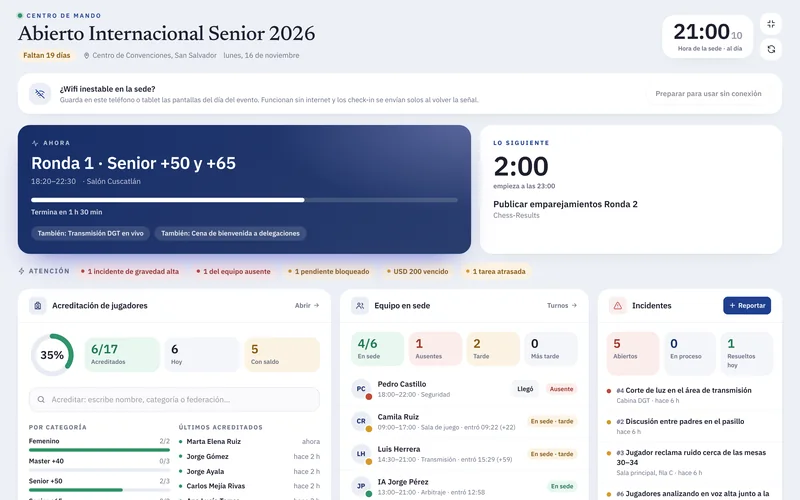 CENTRO DE MANDO
Abierto Internacional Senior 2026
Faltan 19 días
Centro de Convenciones, San Salvador · lunes, 16 de noviembre
21:00 10
Hora de la sede · al día
¿Wifi inestable en la sede?
Guarda en este teléfono o tablet las pantallas del día del evento. Funcionan sin internet y los check-in se envían solos al volver la señal.
Preparar para usar sin conexión
AHORA
Ronda 1 · Senior +50 y +65
18:20–22:30 · Salón Cuscatlán
Termina en 1 h 30 min
También: Transmisión DGT en vivo
También: Cena de bienvenida a delegaciones
LO SIGUIENTE
2:00
empieza a las 23:00
Publicar emparejamientos Ronda 2
Chess-Results
ATENCIÓN
1 incidente de gravedad alta
1 del equipo ausente
1 pendiente bloqueado
USD 200 vencido
1 tarea atrasada
Acreditación de jugadores
Abrir →
35%
6/17
Acreditados
6
Hoy
5
Con saldo
Acreditar: escribe nombre, categoría o federación...
POR CATEGORÍA
Femenino 2/2
Master +40 0/3
Senior +50 2/3
ÚLTIMOS ACREDITADOS
Marta Elena Ruiz ahora
Jorge Gómez hace 2 h
Jorge Ayala hace 2 h
Carlos Mejía Rivas hace 2 h
Equipo en sede
Turnos →
4/6
En sede
1
Ausentes
2
Tarde
0
Más tarde
PC
Pedro Castillo
18:00–22:00 · Seguridad
Llegó
Ausente
CR
Camila Ruiz
09:00–17:00 · Sala de juego · entró 09:22 (+22)
En sede · tarde
LH
Luis Herrera
14:30–21:00 · Transmisión · entró 15:29 (+59)
En sede · tarde
JP
IA Jorge Pérez
13:00–21:00 · Arbitraje · entró 12:58
En sede
Incidentes
+ Reportar
5
Abiertos
0
En proceso
1
Resueltos
hoy
#4 Corte de luz en el área de transmisión
Cabina DGT · hace 6 h
#2 Discusión entre padres en el pasillo
hace 6 h
#3 Jugador reclama ruido cerca de las mesas
30–34
Sala principal, fila C · hace 6 h
#6 Jugadores analizando en voz alta junto a la